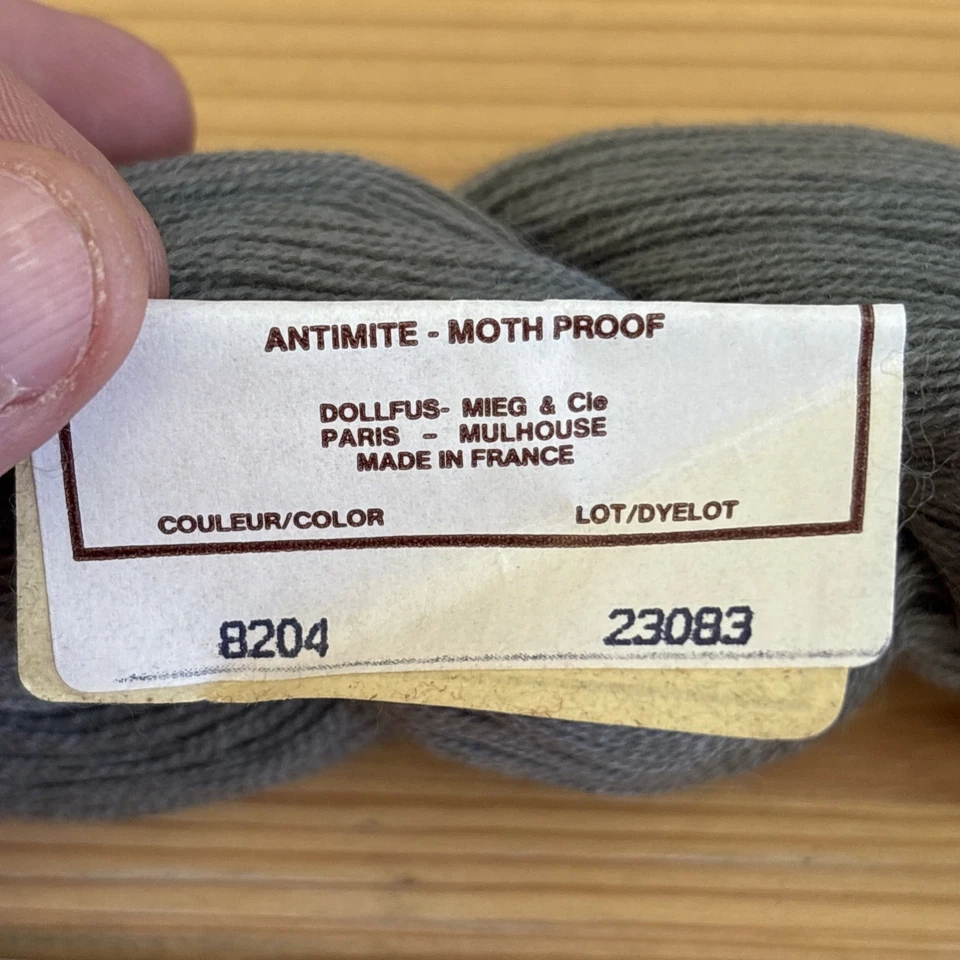 ANTIMITE - MOTH PROOF
DOLLFUS- MIEG & Cie
PARIS - MULHOUSE
MADE IN FRANCE
COULEUR/COLOR LOT/DYELOT
8204 23083